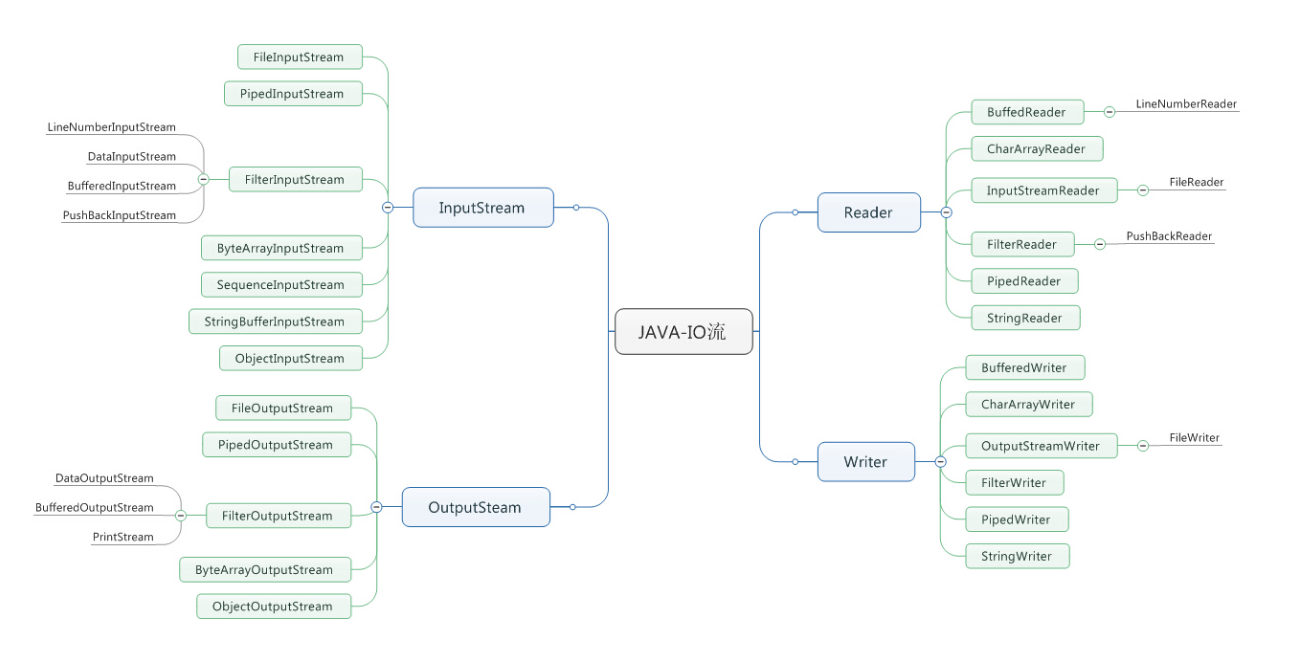 JAVA-IO流
InputStream
FileInputStream
PipedInputStream
FilterInputStream
LineNumberInputStream
DataInputStream
BufferedInputStream
PushBackInputStream
ByteArrayInputStream
SequenceInputStream
StringBufferInputStream
ObjectInputStream
OutputSteam
FileOutputStream
PipedOutputStream
FilterOutputStream
DataOutputStream
BufferedOutputStream
PrintStream
ByteArrayOutputStream
ObjectOutputStream
Reader
BuffedReader
LineNumberReader
CharArrayReader
InputStreamReader
FileReader
FilterReader
PushBackReader
PipedReader
StringReader
Writer
BufferedWriter
CharArrayWriter
OutputStreamWriter
FileWriter
FilterWriter
PipedWriter
StringWriter